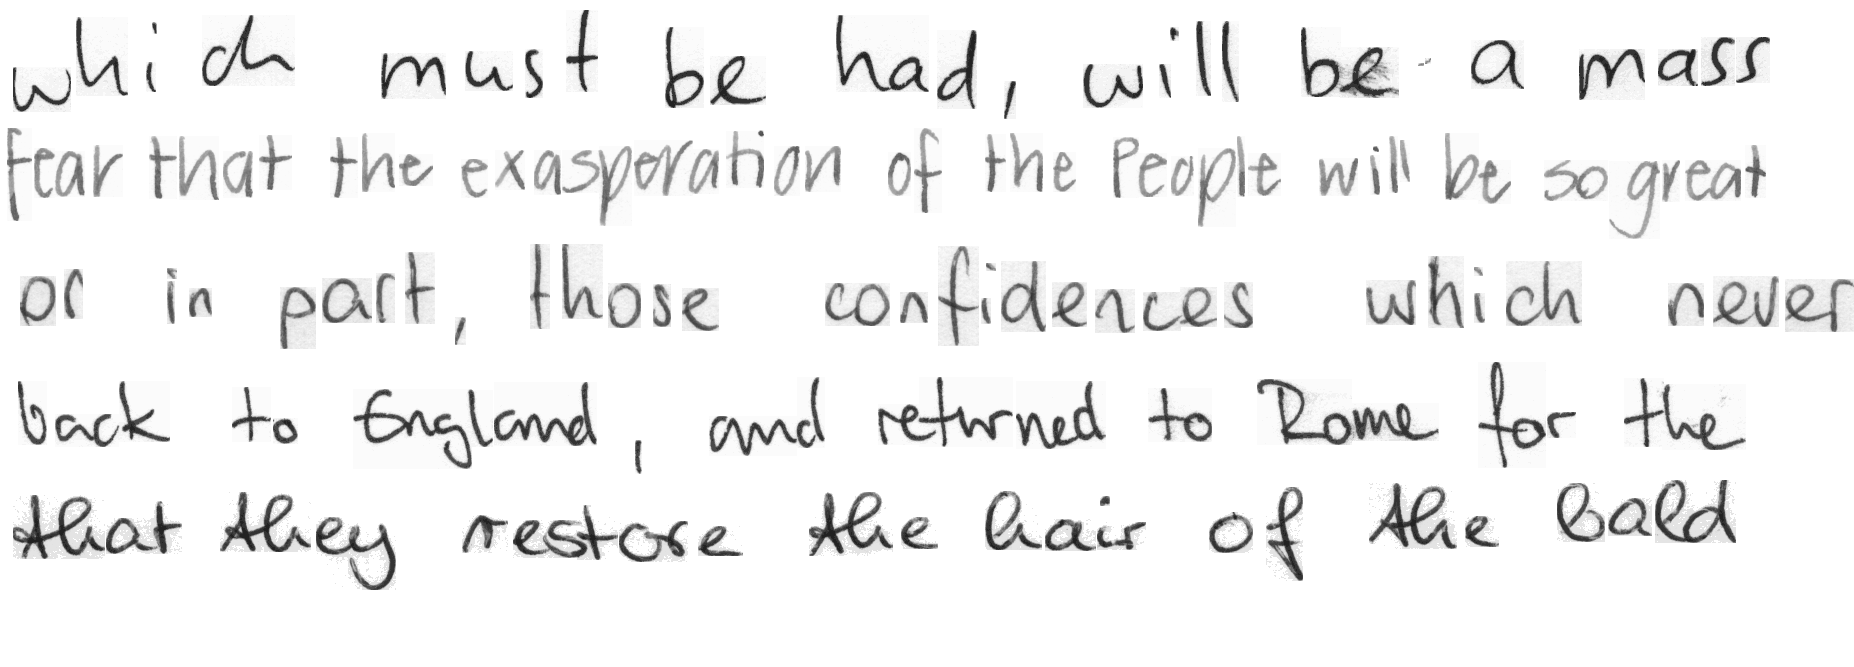 which must be had, will be a mass
fear that the exasperation of the People will be so great
or in part, those confidences which never
back to England, and returned to Rome for the
that they restore the hair of the bald